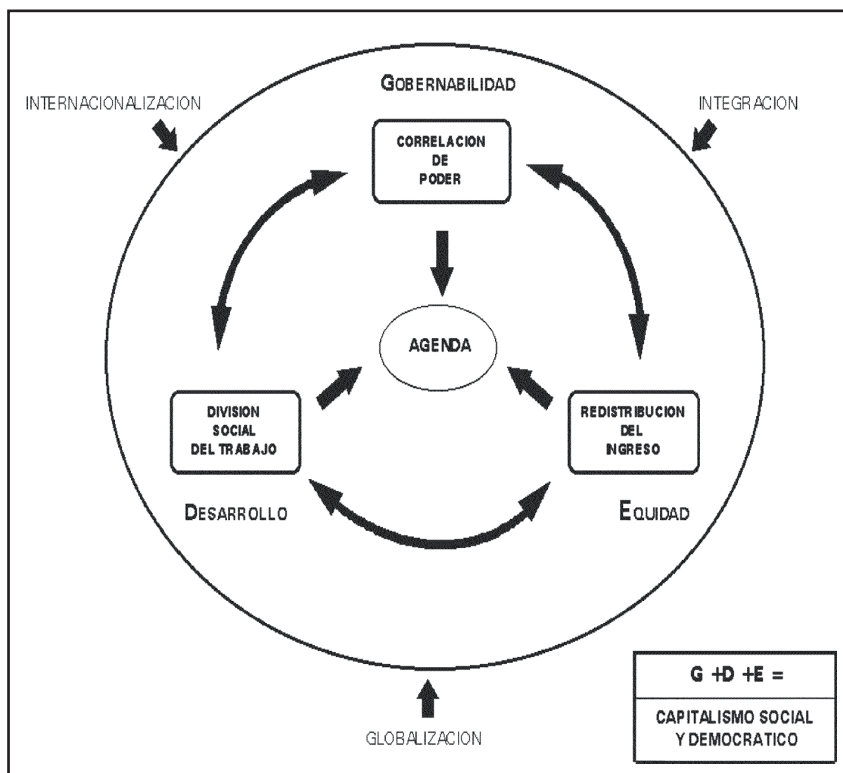 GOBERNABILIDAD
INTERNACIONALIZACION
INTEGRACION
CORRELACION
DE
PODER
AGENDA
DIVISION
SOCIAL
DEL TRABAJO
REDISTRIBUCION
DEL
INGRESO
DESARROLLO
EQUIDAD
G +D +E =
CAPITALISMO SOCIAL
Y DEMOCRATICO
GLOBALIZACION